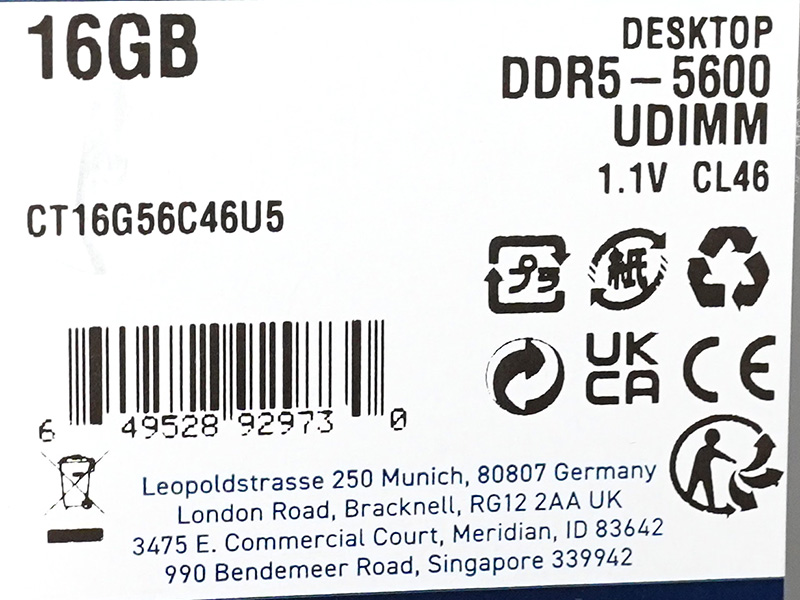 16GB
DESKTOP
DDR5-5600
UDIMM
1.1V CL46
CT16G56C46U5
プラ
紙
UK
CA
CE
6 49528 92973 0
Leopoldstrasse 250 Munich, 80807 Germany
London Road, Bracknell, RG12 2AA UK
3475 E. Commercial Court, Meridian, ID 83642
990 Bendemeer Road, Singapore 339942